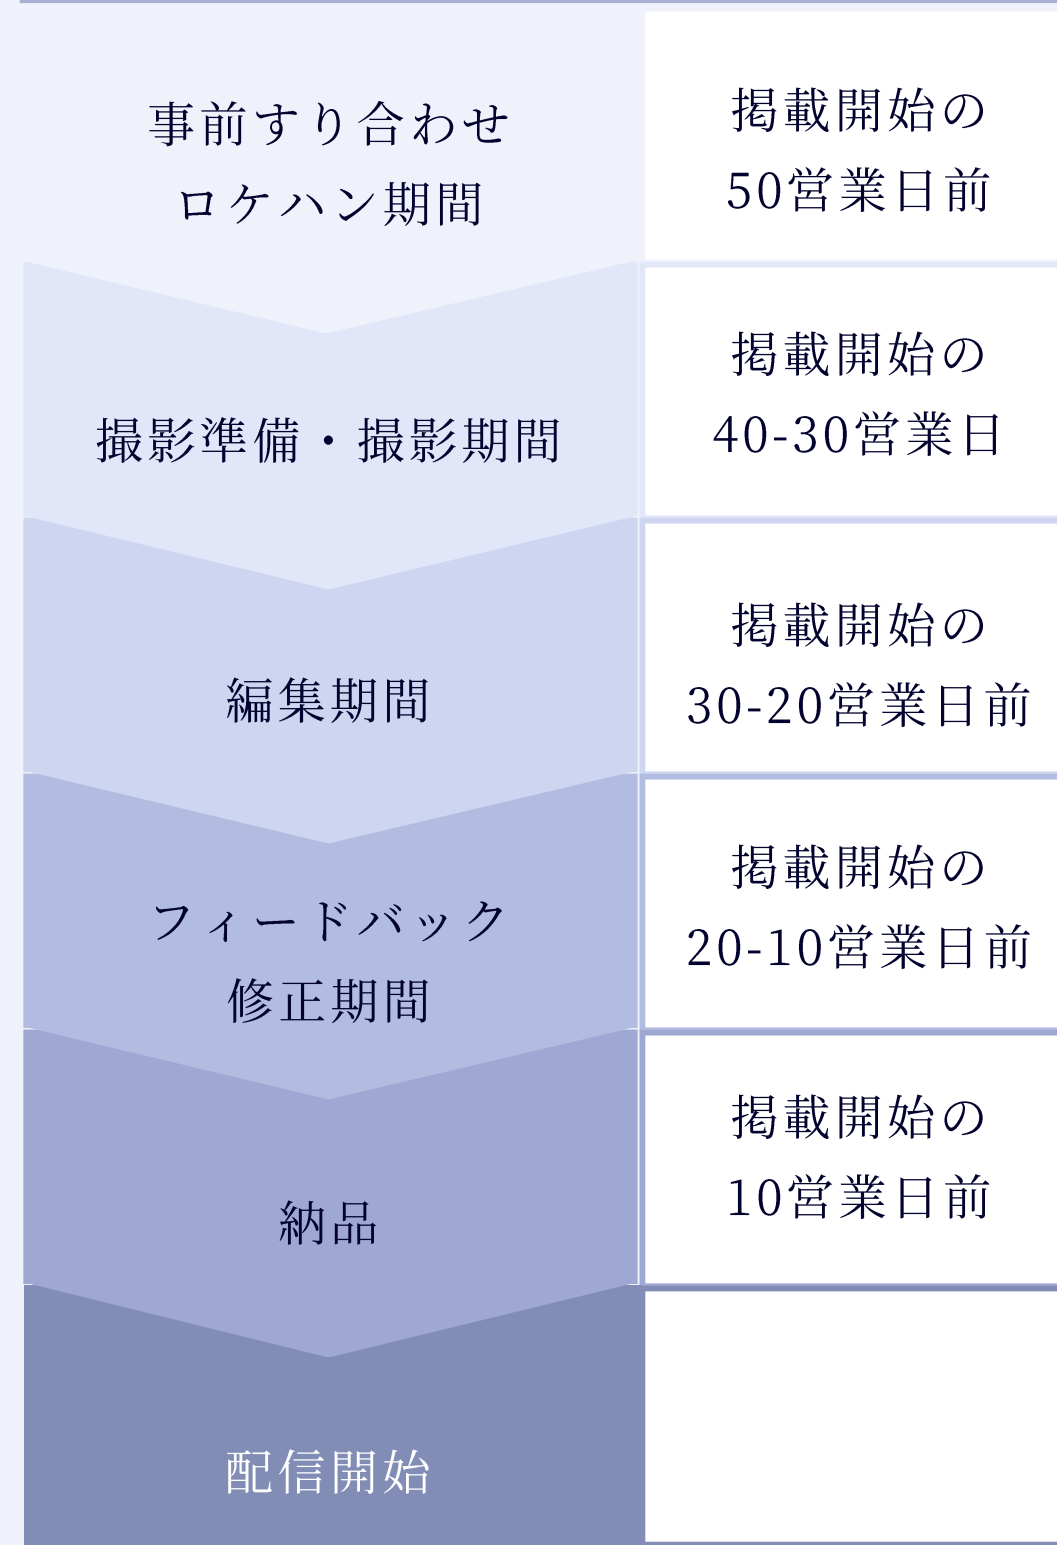 事前すり合わせ
ロケハン期間
掲載開始の
50営業日前
撮影準備・撮影期間
掲載開始の
40-30営業日
編集期間
掲載開始の
30-20営業日前
フィードバック
修正期間
掲載開始の
20-10営業日前
納品
掲載開始の
10営業日前
配信開始